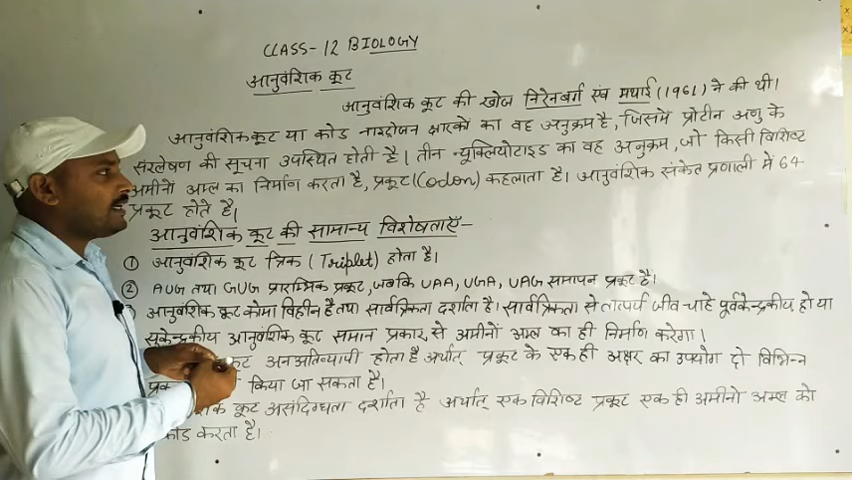 CLASS-12 BIOLOGY
आनुवंशिक कूट
आनुवंशिक कूट की खोज निरेनबर्ग एवं मथाई (1961) ने की थी।
आनुवंशिक कूट या कोड नाइट्रोजन क्षारकों का वह अनुक्रम है, जिसमें प्रोटीन अणु के
संश्लेषण की सूचना उपस्थित होती है। तीन न्यूक्लियोटाइड का वह अनुक्रम, जो किसी विशिष्ट
अमीनों अम्ल का निर्माण करता है, प्रकूट (Codon) कहलाता है। आनुवंशिक संकेत प्रणाली में 64
प्रकूट होते है।
आनुवंशिक कूट की सामान्य विशेषताएँ-
① आनुवंशिक कूट त्रिक (Triplet) होता है।
② AUG तथा GUG प्रारम्भिक प्रकूट, जबकि UAA, UGA, UAG समापन प्रकूट है।
आनुवंशिक कूट कोमा विहीन है तथा सार्वत्रिकता दर्शाता है। सार्वत्रिकता से तात्पर्य जीव चाहे पूर्वकेन्द्रकीय हो या
सुकेन्द्रकीय आनुवंशिक कूट समान प्रकार से अमीनों अम्ल का ही निर्माण करेगा।
कूट अनअतिव्यापी होता है अर्थात् प्रकूट के एक ही अक्षर का उपयोग दो विभिन्न
किया जा सकता है।
कूट असंदिग्धता दर्शाता है अर्थात् एक विशिष्ट प्रकूट एक ही अमीनो अम्ल को
कोड करता है।